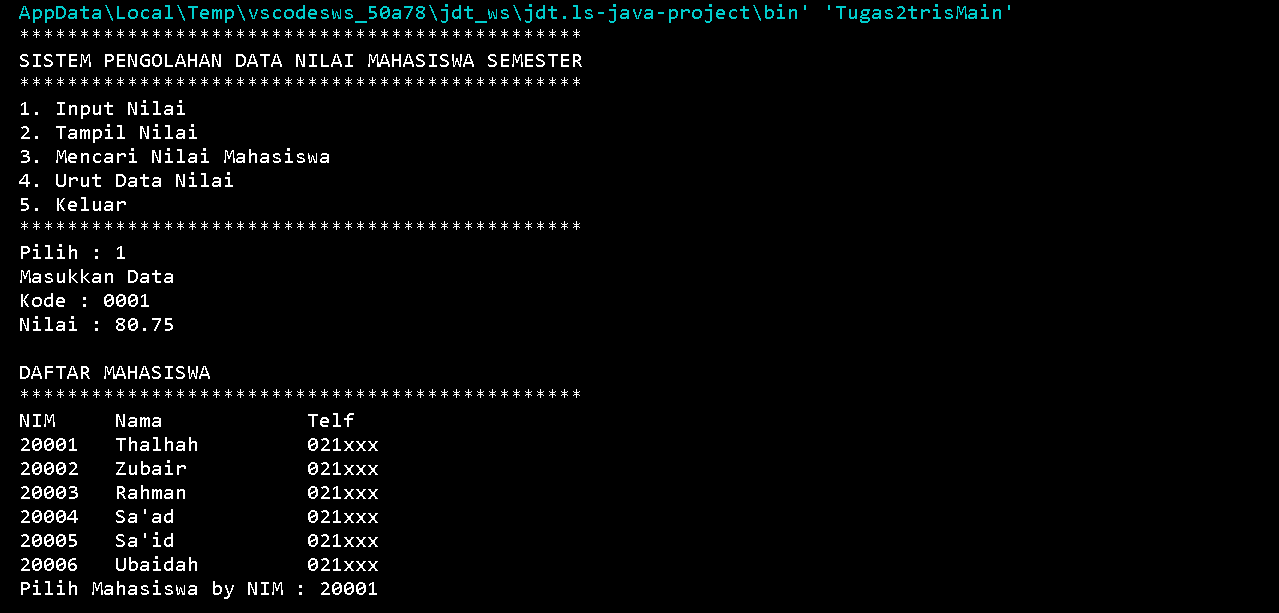 AppData\Local\Temp\vscodesws_50a78\jdt_ws\jdt.ls-java-project\bin' 'Tugas2trisMain'
***********************************************
SISTEM PENGOLAHAN DATA NILAI MAHASISWA SEMESTER
***********************************************
1. Input Nilai
2. Tampil Nilai
3. Mencari Nilai Mahasiswa
4. Urut Data Nilai
5. Keluar
***********************************************
Pilih : 1
Masukkan Data
Kode : 0001
Nilai : 80.75

DAFTAR MAHASISWA
***********************************************
NIM     Nama            Telf
20001   Thalhah         021xxx
20002   Zubair          021xxx
20003   Rahman          021xxx
20004   Sa'ad           021xxx
20005   Sa'id           021xxx
20006   Ubaidah         021xxx
Pilih Mahasiswa by NIM : 20001